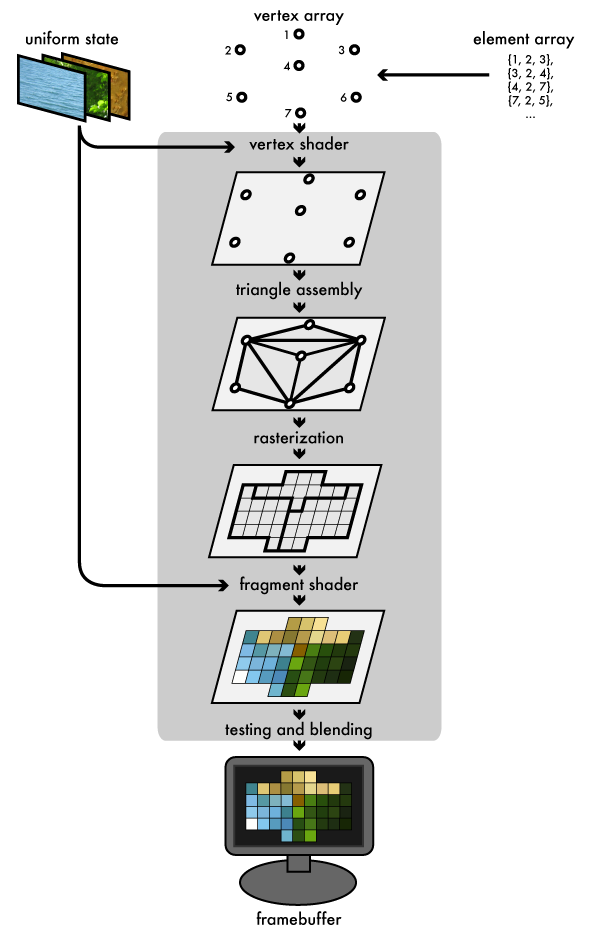 vertex array
uniform state
element array
1
2
3
4
5
6
7
{1, 2, 3},
{3, 2, 4},
{4, 2, 7},
{7, 2, 5},
...
vertex shader
triangle assembly
rasterization
fragment shader
testing and blending
framebuffer